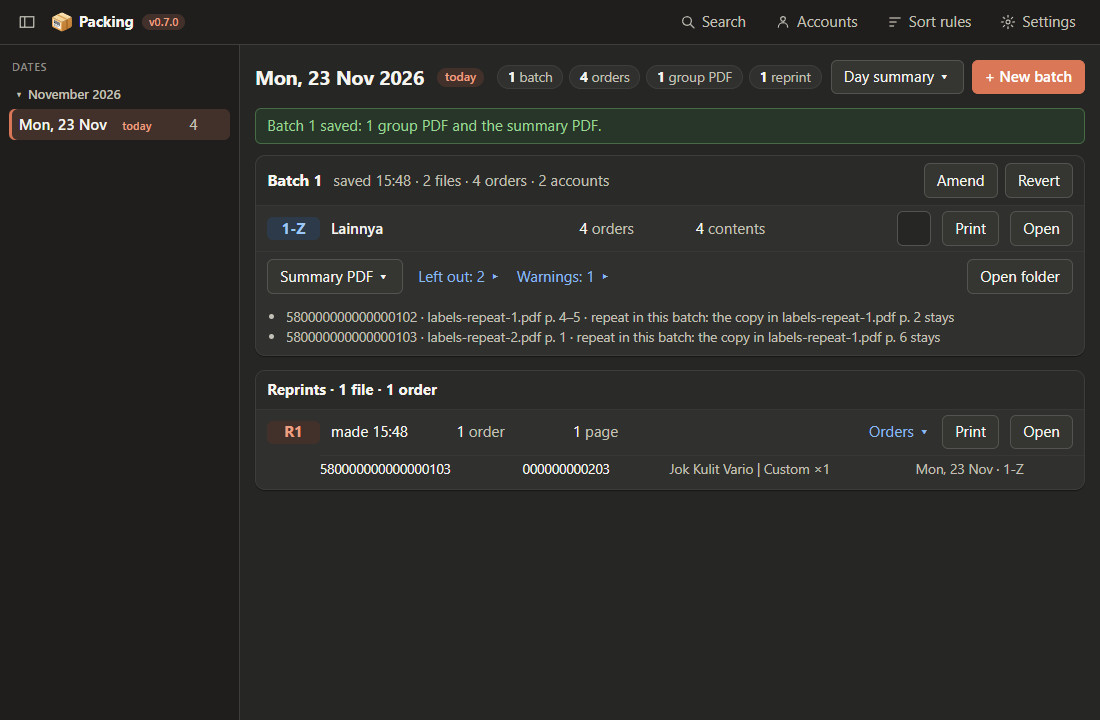 Packing v0.7.0 Search Accounts Sort rules Settings
DATES
November 2026
Mon, 23 Nov today 4
Mon, 23 Nov 2026 today 1 batch 4 orders 1 group PDF 1 reprint Day summary + New batch
Batch 1 saved: 1 group PDF and the summary PDF.
Batch 1 saved 15:48 · 2 files · 4 orders · 2 accounts Amend Revert
1-Z Lainnya 4 orders 4 contents Print Open
Summary PDF Left out: 2 Warnings: 1 Open folder
580000000000000102 · labels-repeat-1.pdf p. 4–5 · repeat in this batch: the copy in labels-repeat-1.pdf p. 2 stays
580000000000000103 · labels-repeat-2.pdf p. 1 · repeat in this batch: the copy in labels-repeat-1.pdf p. 6 stays
Reprints · 1 file · 1 order
R1 made 15:48 1 order 1 page Orders Print Open
580000000000000103 000000000203 Jok Kulit Vario | Custom ×1 Mon, 23 Nov · 1-Z